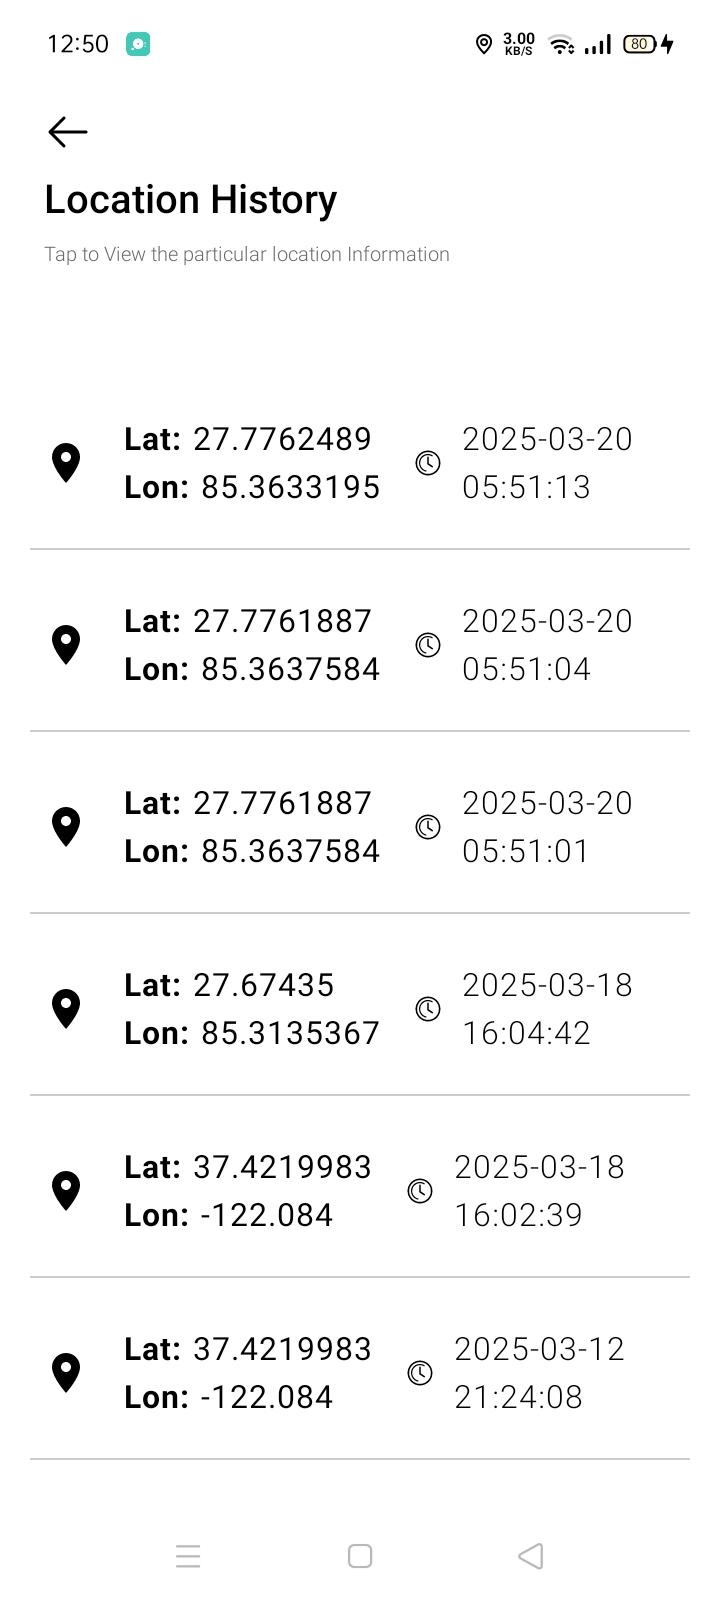 12:50
3.00
KB/S
80
Location History
Tap to View the particular location Information
Lat: 27.7762489
Lon: 85.3633195
2025-03-20
05:51:13
Lat: 27.7761887
Lon: 85.3637584
2025-03-20
05:51:04
Lat: 27.7761887
Lon: 85.3637584
2025-03-20
05:51:01
Lat: 27.67435
Lon: 85.3135367
2025-03-18
16:04:42
Lat: 37.4219983
Lon: -122.084
2025-03-18
16:02:39
Lat: 37.4219983
Lon: -122.084
2025-03-12
21:24:08